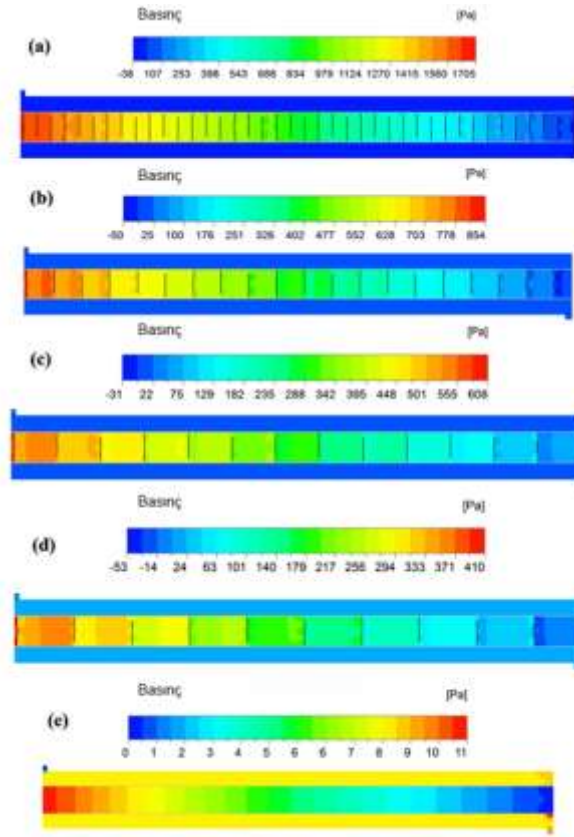 Basınç [Pa]
(a)
-38 107 253 398 543 688 834 979 1124 1270 1415 1560 1705
Basınç [Pa]
(b)
-50 25 100 176 251 326 402 477 552 628 703 778 854
Basınç [Pa]
(c)
-31 22 75 129 182 235 288 342 395 448 501 555 608
Basınç [Pa]
(d)
-53 -14 24 63 101 140 179 217 256 294 333 371 410
Basınç [Pa]
(e)
0 1 2 3 4 5 6 6 7 8 9 10 11